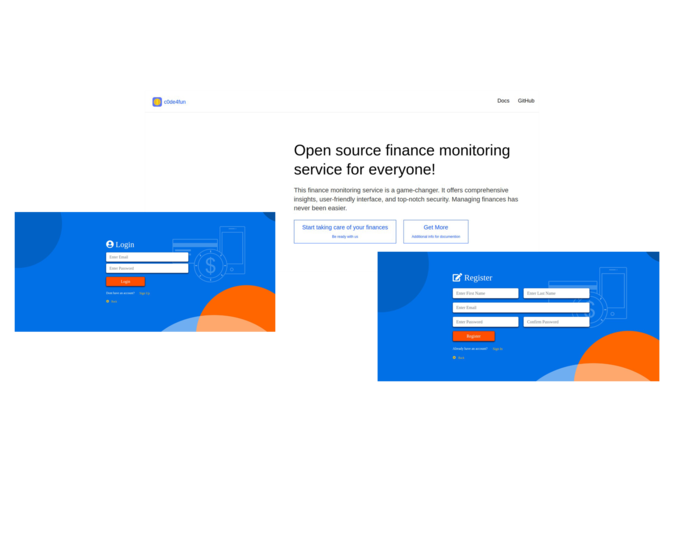 c0de4fun
Docs
GitHub
Open source finance monitoring
service for everyone!
This finance monitoring service is a game-changer. It offers comprehensive
insights, user-friendly interface, and top-notch security. Managing finances has
never been easier.
Start taking care of your finances
Be ready with us
Get More
Additional info for documention
Login
Enter Email
Enter Password
Login
Dont have an account? Sign Up
Back
Register
Enter First Name
Enter Last Name
Enter Email
Enter Password
Confirm Password
Register
Already have an account? Sign In
Back